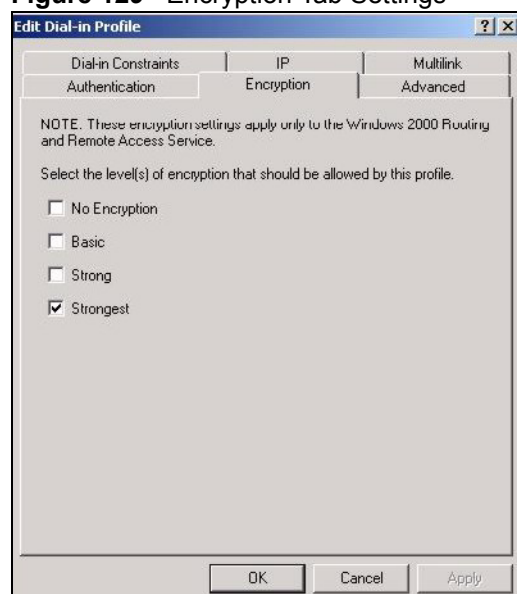 Figure 129 Encryption Tab Settings
Edit Dial-in Profile
Dial-in Constraints
IP
Multilink
Authentication
Encryption
Advanced
NOTE. These encryption settings apply only to the Windows 2000 Routing
and Remote Access Service.
Select the level(s) of encryption that should be allowed by this profile.
No Encryption
Basic
Strong
Strongest
OK
Cancel
Apply